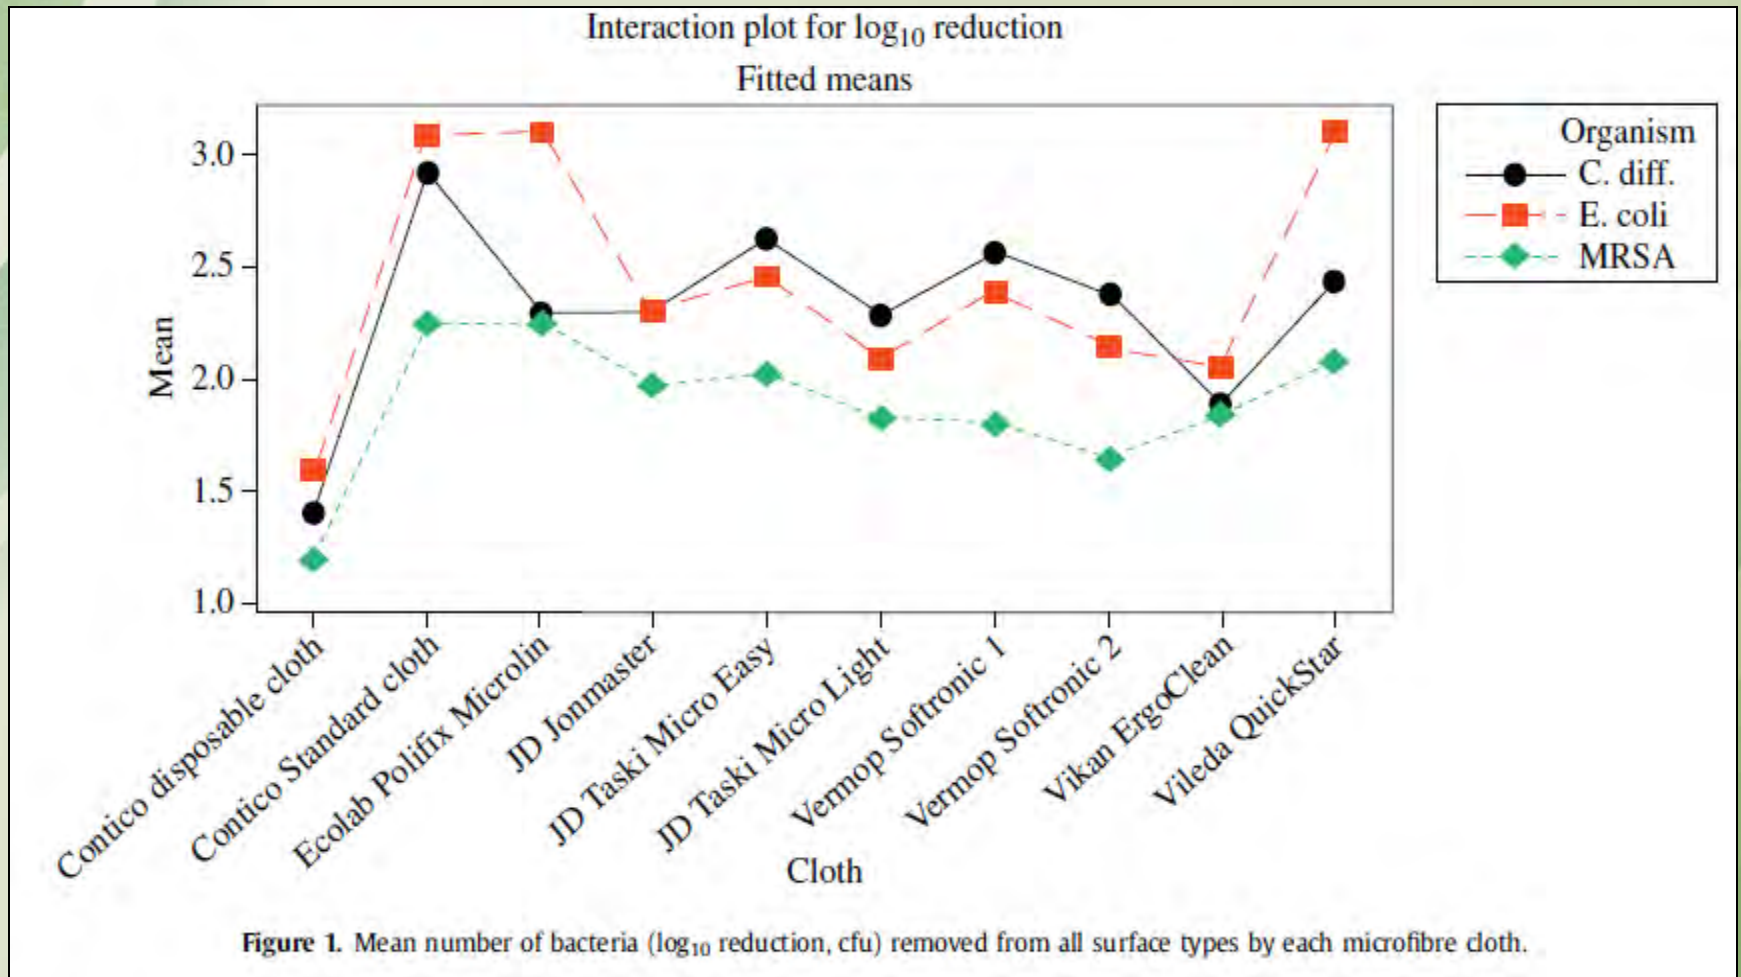 Interaction plot for log₁₀ reduction
Fitted means
Mean
3.0
2.5
2.0
1.5
1.0
Organism
C. diff.
E. coli
MRSA
Contico disposable cloth
Contico Standard cloth
Ecolab Polifix Microlin
JD Jonmaster
JD Taski Micro Easy
JD Taski Micro Light
Vermop Softronic 1
Vermop Softronic 2
Vikan ErgoClean
Vileda QuickStar
Cloth
Figure 1. Mean number of bacteria (log₁₀ reduction, cfu) removed from all surface types by each microfibre cloth.